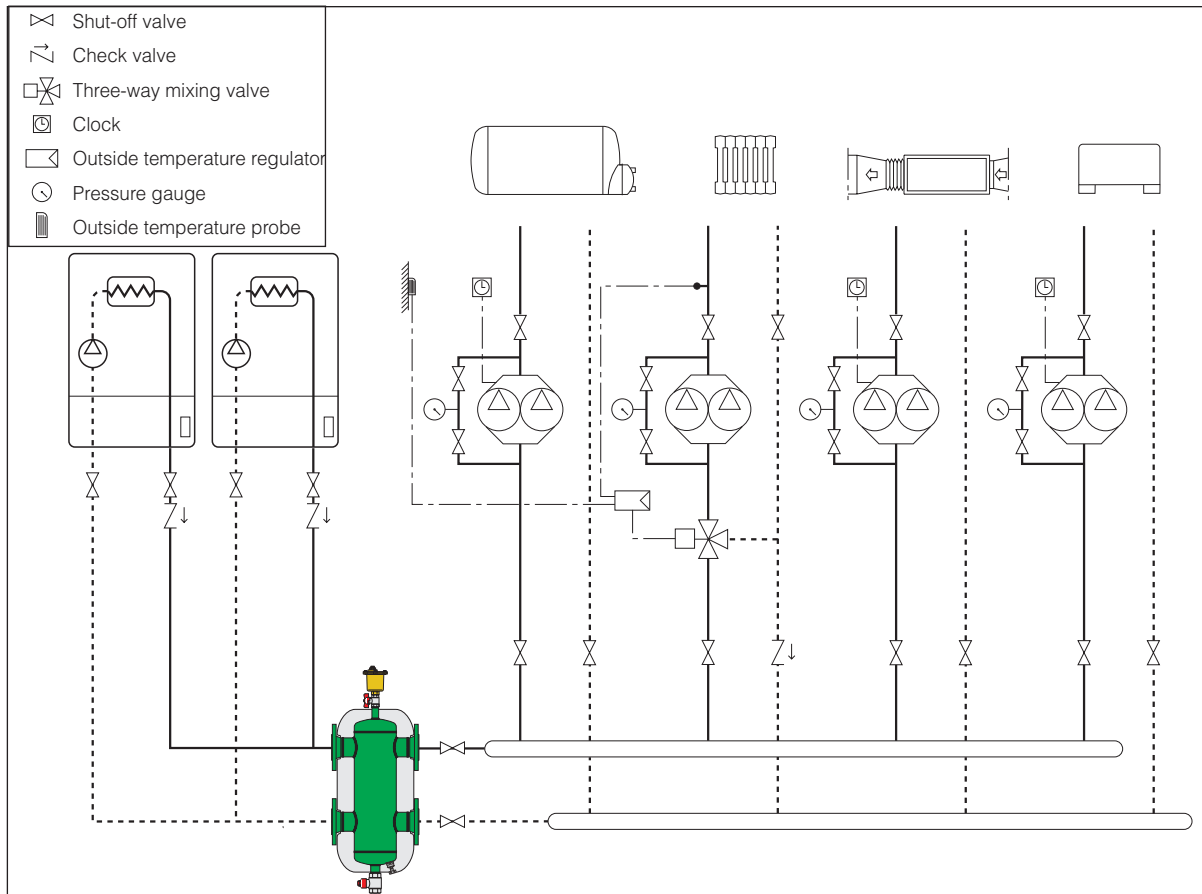 Shut-off valve
Check valve
Three-way mixing valve
Clock
Outside temperature regulator
Pressure gauge
Outside temperature probe